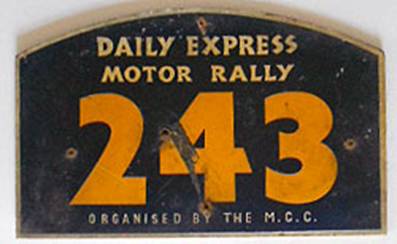 DAILY EXPRESS
MOTOR RALLY
243
ORGANISED BY THE M.C.C.